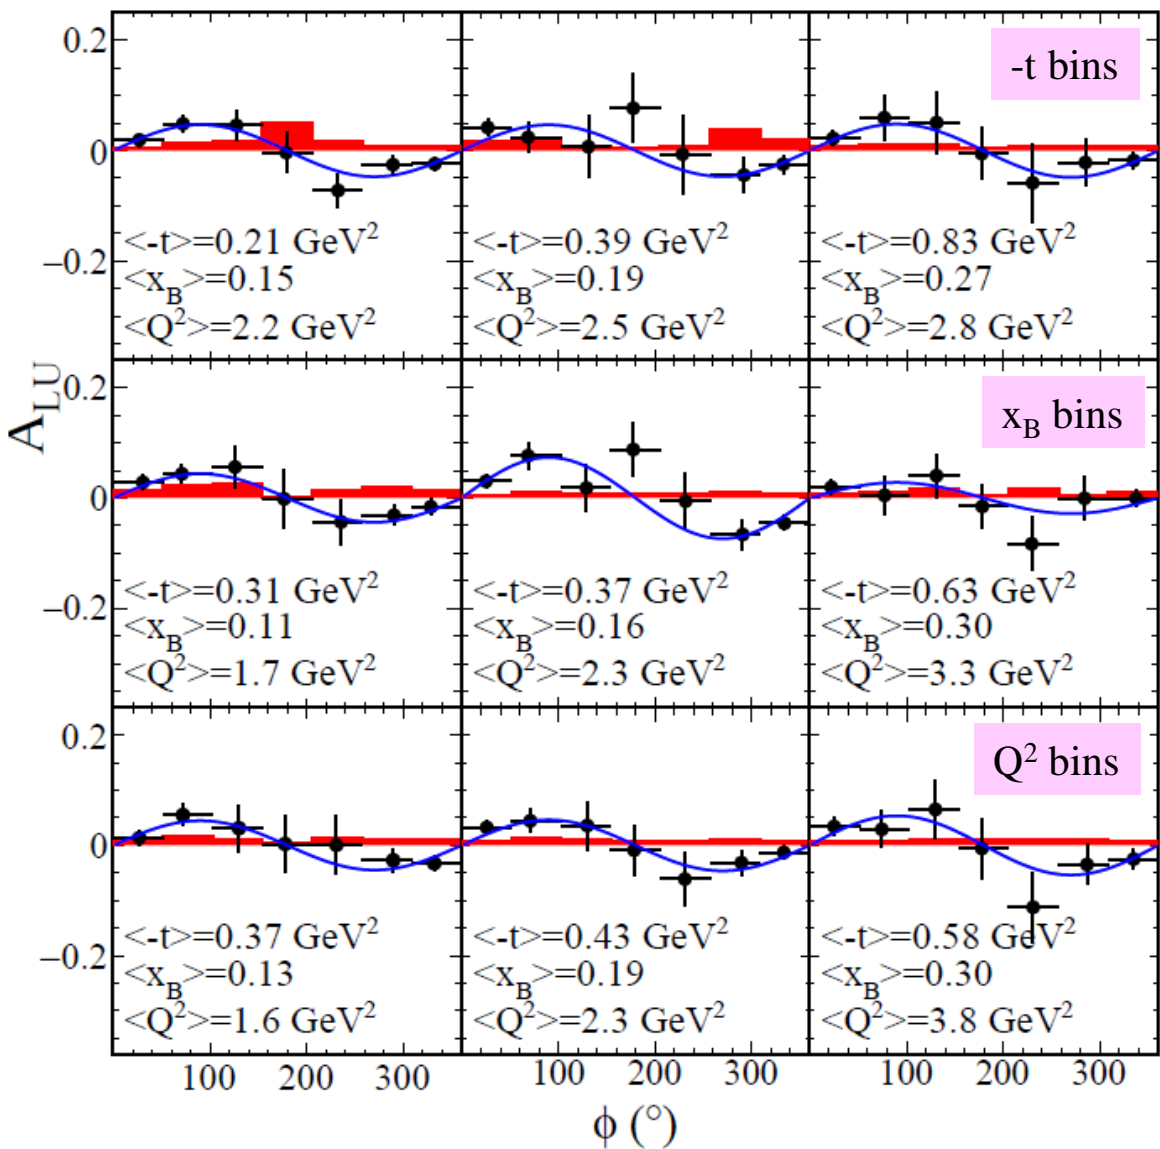 0.2
0
−0.2
-t bins
<-t>=0.21 GeV²
<x_B>=0.15
<Q²>=2.2 GeV²
<-t>=0.39 GeV²
<x_B>=0.19
<Q²>=2.5 GeV²
<-t>=0.83 GeV²
<x_B>=0.27
<Q²>=2.8 GeV²
A_LU
0.2
0
−0.2
x_B bins
<-t>=0.31 GeV²
<x_B>=0.11
<Q²>=1.7 GeV²
<-t>=0.37 GeV²
<x_B>=0.16
<Q²>=2.3 GeV²
<-t>=0.63 GeV²
<x_B>=0.30
<Q²>=3.3 GeV²
0.2
0
−0.2
Q² bins
<-t>=0.37 GeV²
<x_B>=0.13
<Q²>=1.6 GeV²
<-t>=0.43 GeV²
<x_B>=0.19
<Q²>=2.3 GeV²
<-t>=0.58 GeV²
<x_B>=0.30
<Q²>=3.8 GeV²
100 200 300 100 200 300 100 200 300
ϕ (°)